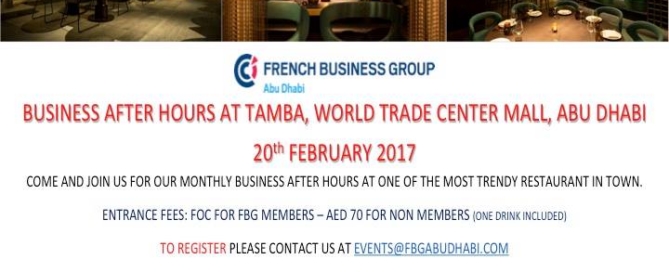 FRENCH BUSINESS GROUP
Abu Dhabi
BUSINESS AFTER HOURS AT TAMBA, WORLD TRADE CENTER MALL, ABU DHABI
20th FEBRUARY 2017
COME AND JOIN US FOR OUR MONTHLY BUSINESS AFTER HOURS AT ONE OF THE MOST TRENDY RESTAURANT IN TOWN.
ENTRANCE FEES: FOC FOR FBG MEMBERS – AED 70 FOR NON MEMBERS (ONE DRINK INCLUDED)
TO REGISTER PLEASE CONTACT US AT EVENTS@FBGABUDHABI.COM